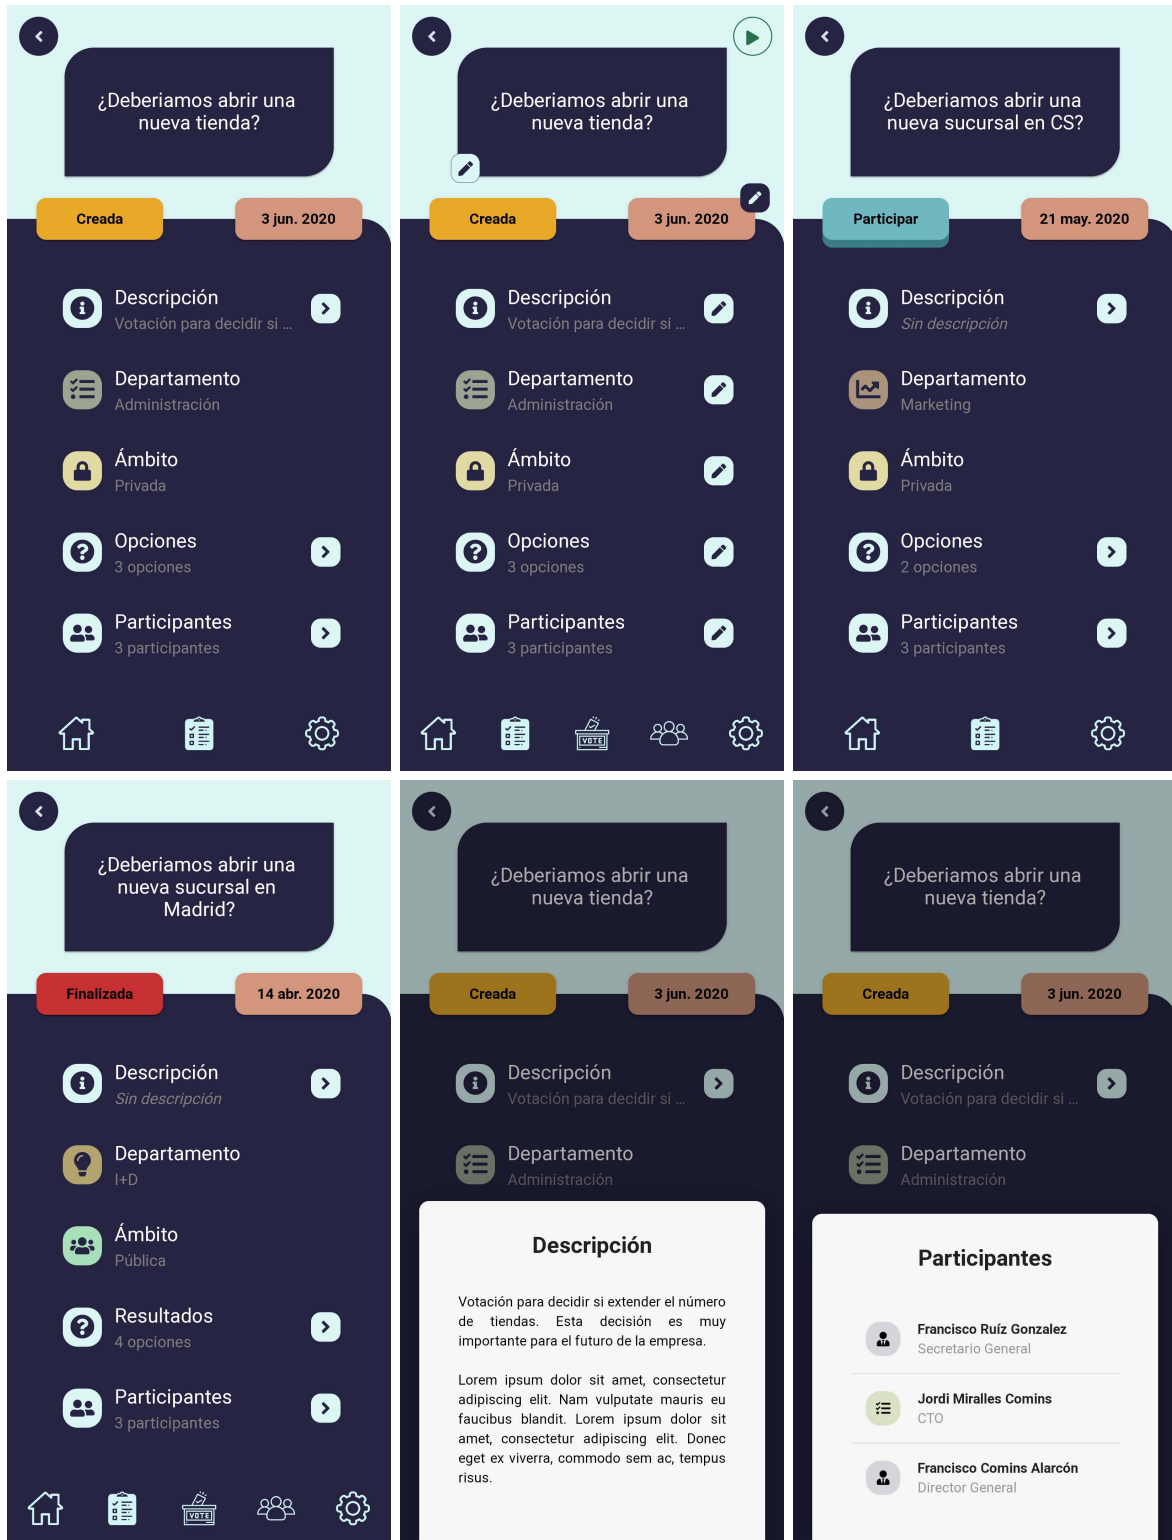 ¿Deberiamos abrir una
nueva tienda?
Creada
3 jun. 2020
Descripción
Votación para decidir si ...
Departamento
Administración
Ámbito
Privada
Opciones
3 opciones
Participantes
3 participantes
¿Deberiamos abrir una
nueva tienda?
Creada
3 jun. 2020
Descripción
Votación para decidir si ...
Departamento
Administración
Ámbito
Privada
Opciones
3 opciones
Participantes
3 participantes
VOTE
¿Deberiamos abrir una
nueva sucursal en CS?
Participar
21 may. 2020
Descripción
Sin descripción
Departamento
Marketing
Ámbito
Privada
Opciones
2 opciones
Participantes
3 participantes
¿Deberiamos abrir una
nueva sucursal en
Madrid?
Finalizada
14 abr. 2020
Descripción
Sin descripción
Departamento
I+D
Ámbito
Pública
Resultados
4 opciones
Participantes
3 participantes
VOTE
¿Deberiamos abrir una
nueva tienda?
Creada
3 jun. 2020
Descripción
Votación para decidir si ...
Departamento
Administración
Descripción
Votación para decidir si extender el número
de tiendas. Esta decisión es muy
importante para el futuro de la empresa.
Lorem ipsum dolor sit amet, consectetur
adipiscing elit. Nam vulputate mauris eu
faucibus blandit. Lorem ipsum dolor sit
amet, consectetur adipiscing elit. Donec
eget ex viverra, commodo sem ac, tempus
risus.
¿Deberiamos abrir una
nueva tienda?
Creada
3 jun. 2020
Descripción
Votación para decidir si ...
Departamento
Administración
Participantes
Francisco Ruíz Gonzalez
Secretario General
Jordi Miralles Comins
CTO
Francisco Comins Alarcón
Director General